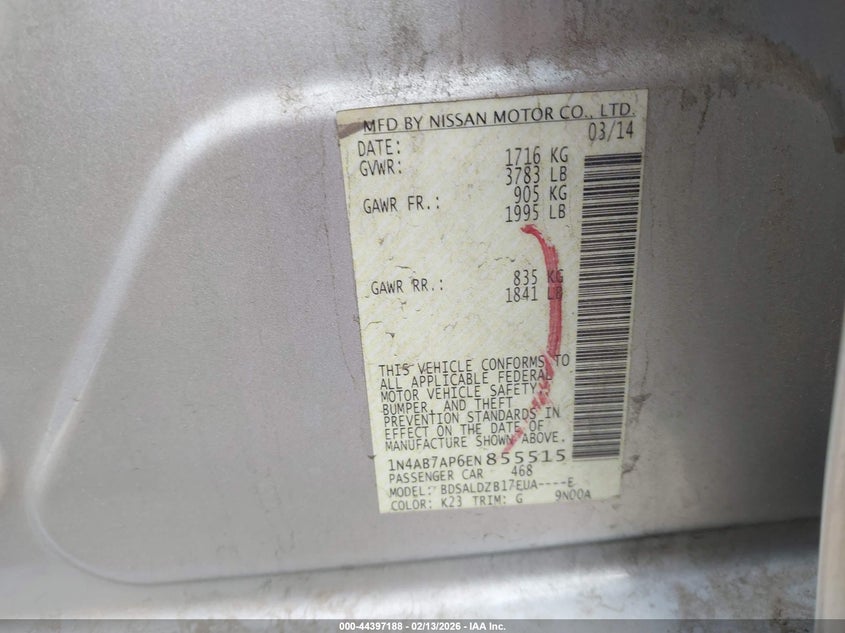 MFD BY NISSAN MOTOR CO., LTD.
DATE: 03/14
GVWR: 1716 KG
3783 LB
GAWR FR.: 905 KG
1995 LB
GAWR RR.: 835 KG
1841 LB
THIS VEHICLE CONFORMS TO
ALL APPLICABLE FEDERAL
MOTOR VEHICLE SAFETY,
BUMPER, AND THEFT
PREVENTION STANDARDS IN
EFFECT ON THE DATE OF
MANUFACTURE SHOWN ABOVE.
1N4AB7AP6EN855515
PASSENGER CAR 468
MODEL: BDSALDZB17EUA----E
COLOR: K23 TRIM: G 9N00A
000-44397188 - 02/13/2026 - IAA Inc.